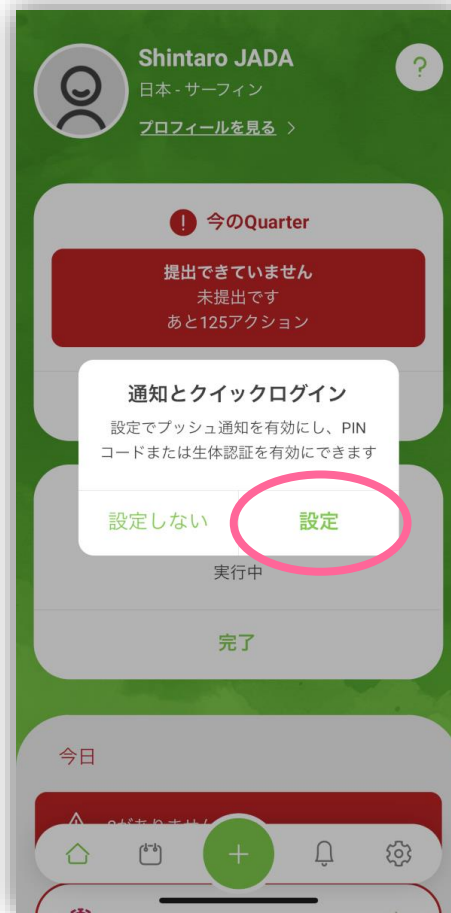 Shintaro JADA
?
日本 - サーフィン
プロフィールを見る >
! 今のQuarter
提出できていません
未提出です
あと125アクション
通知とクイックログイン
設定でプッシュ通知を有効にし、PIN
コードまたは生体認証を有効にできます
設定しない 設定
実行中
完了
今日